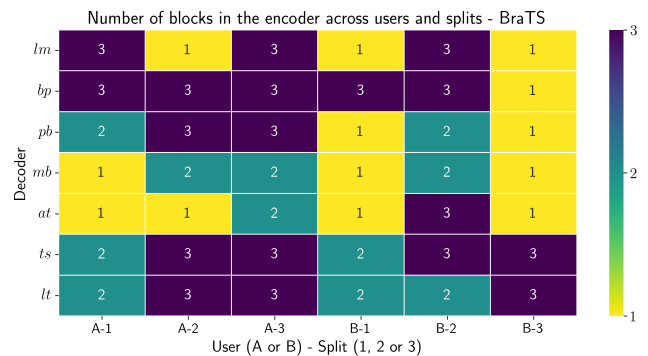 Number of blocks in the encoder across users and splits - BraTS
lm 3 1 3 1 3 1
bp 3 3 3 3 3 1
pb 2 3 3 1 2 1
mb 1 2 2 1 2 1
at 1 1 2 1 3 1
ts 2 3 3 2 3 3
lt 2 3 3 2 2 3
A-1 A-2 A-3 B-1 B-2 B-3
User (A or B) - Split (1, 2 or 3)
Decoder
3
2
1